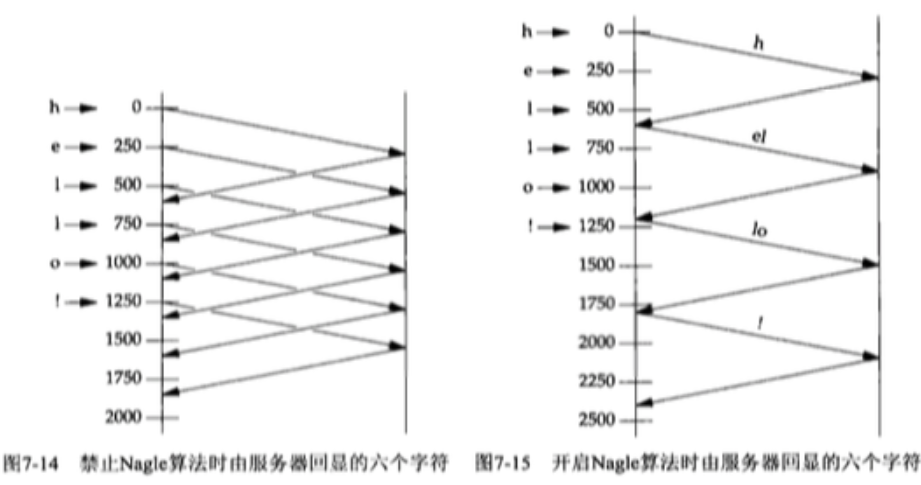 h 0
e 250
l 500
l 750
o 1000
! 1250
1500
1750
2000
图7-14 禁止Nagle算法时由服务器回显的六个字符
h 0
h
e 250
l 500
el
l 750
o 1000
lo
! 1250
1500
1750
!
2000
2250
2500
图7-15 开启Nagle算法时由服务器回显的六个字符